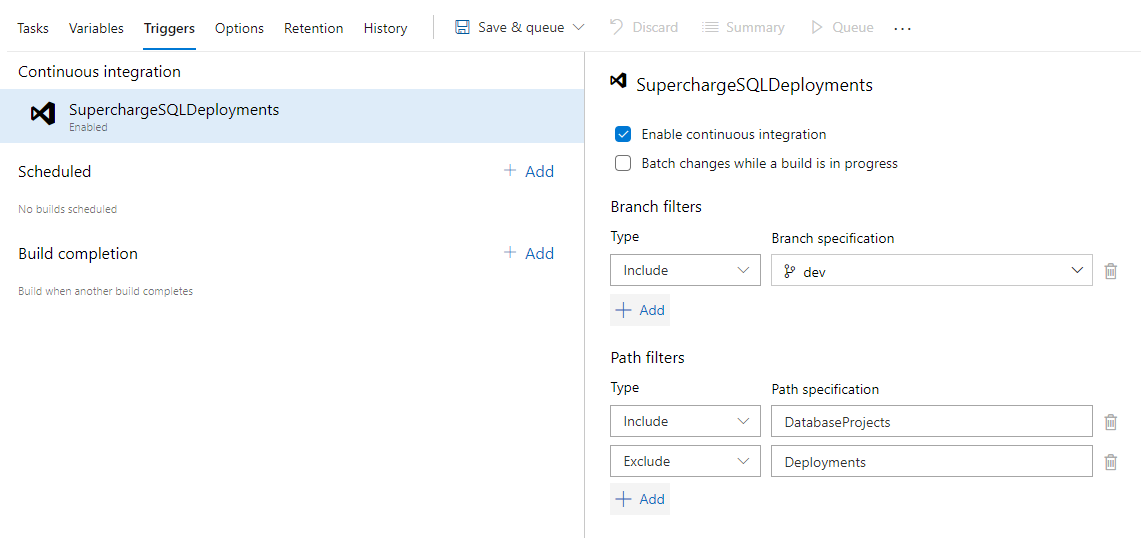 Tasks Variables Triggers Options Retention History Save & queue Discard Summary Queue ...
Continuous integration
SuperchargeSQLDeployments
Enabled
Scheduled + Add
No builds scheduled
Build completion + Add
Build when another build completes
SuperchargeSQLDeployments
Enable continuous integration
Batch changes while a build is in progress
Branch filters
Type Branch specification
Include dev
+ Add
Path filters
Type Path specification
Include DatabaseProjects
Exclude Deployments
+ Add